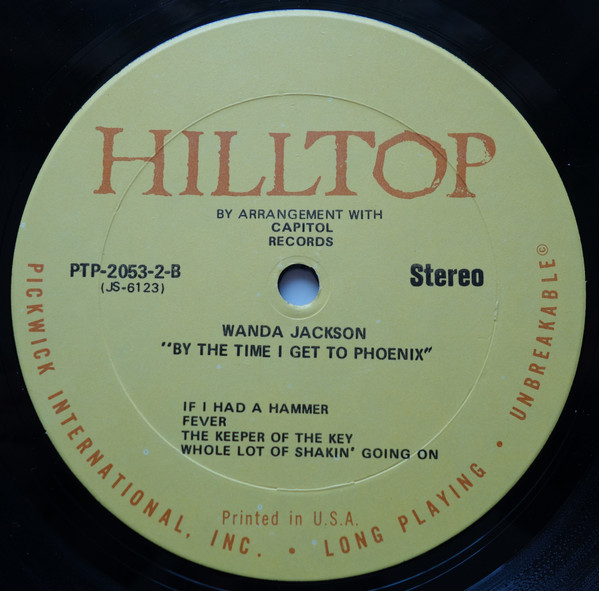 HILLTOP
BY ARRANGEMENT WITH
CAPITOL
RECORDS
PTP-2053-2-B
(JS-6123)
Stereo
WANDA JACKSON
"BY THE TIME I GET TO PHOENIX"
IF I HAD A HAMMER
FEVER
THE KEEPER OF THE KEY
WHOLE LOT OF SHAKIN' GOING ON
Printed in U.S.A.
PICKWICK INTERNATIONAL, INC. • LONG PLAYING • UNBREAKABLE©